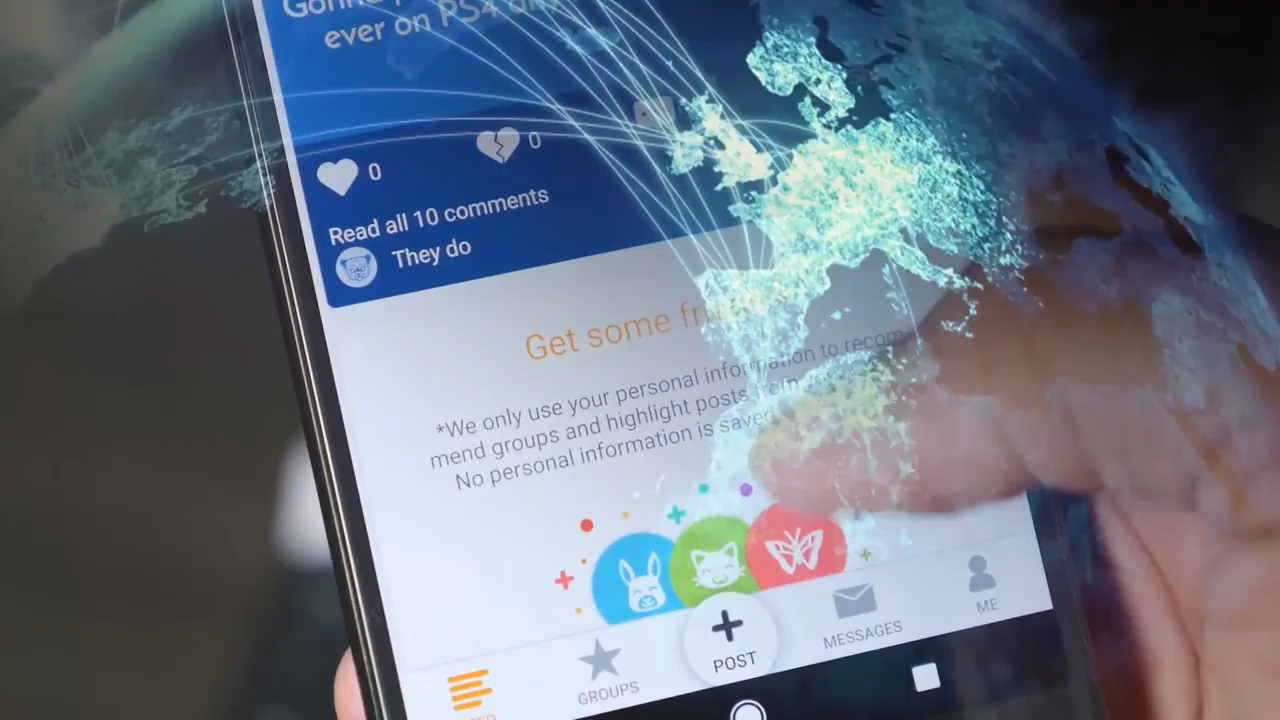 ever on PS4
0
0
Read all 10 comments
They do
Get some
*We only use your personal information to recom
mend groups and highlight posts from
No personal information is saved
GROUPS
POST
MESSAGES
ME